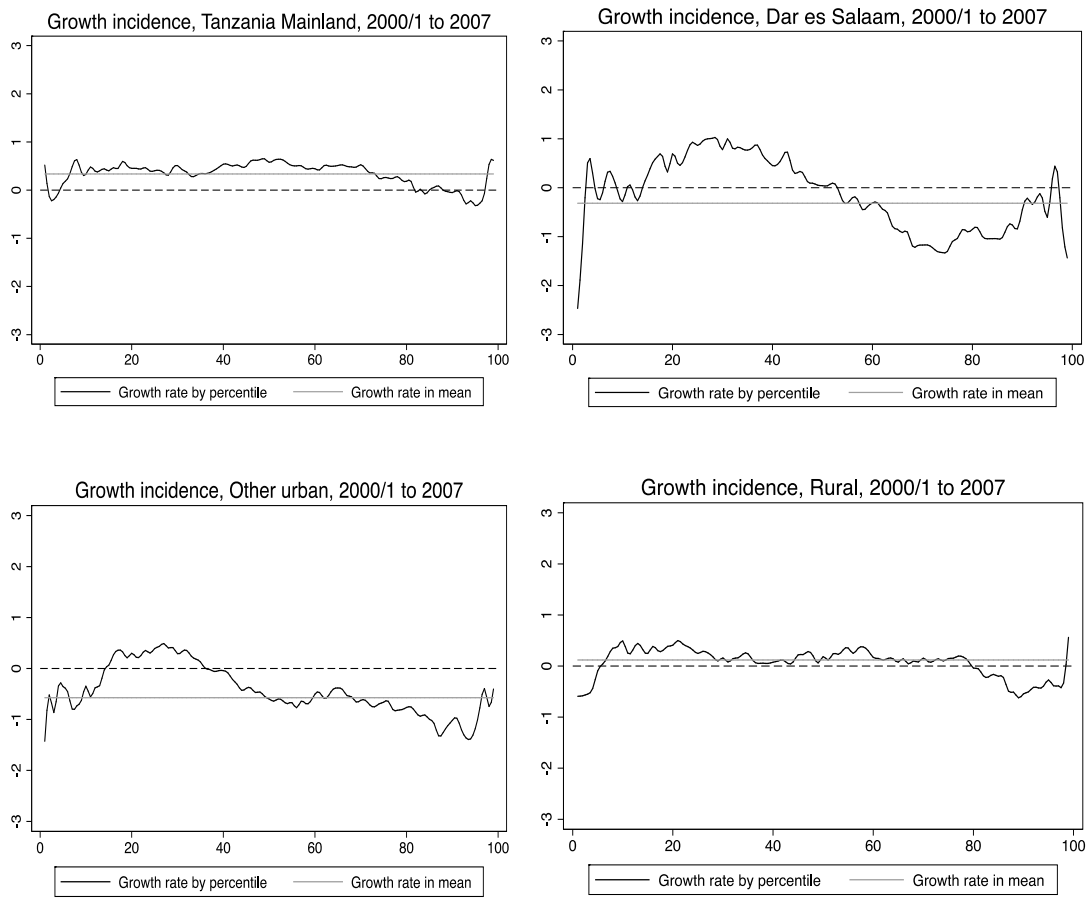 Growth incidence, Tanzania Mainland, 2000/1 to 2007
3
2
1
0
-1
-2
-3
0 20 40 60 80 100
Growth rate by percentile Growth rate in mean
Growth incidence, Dar es Salaam, 2000/1 to 2007
3
2
1
0
-1
-2
-3
0 20 40 60 80 100
Growth rate by percentile Growth rate in mean
Growth incidence, Other urban, 2000/1 to 2007
3
2
1
0
-1
-2
-3
0 20 40 60 80 100
Growth rate by percentile Growth rate in mean
Growth incidence, Rural, 2000/1 to 2007
3
2
1
0
-1
-2
-3
0 20 40 60 80 100
Growth rate by percentile Growth rate in mean